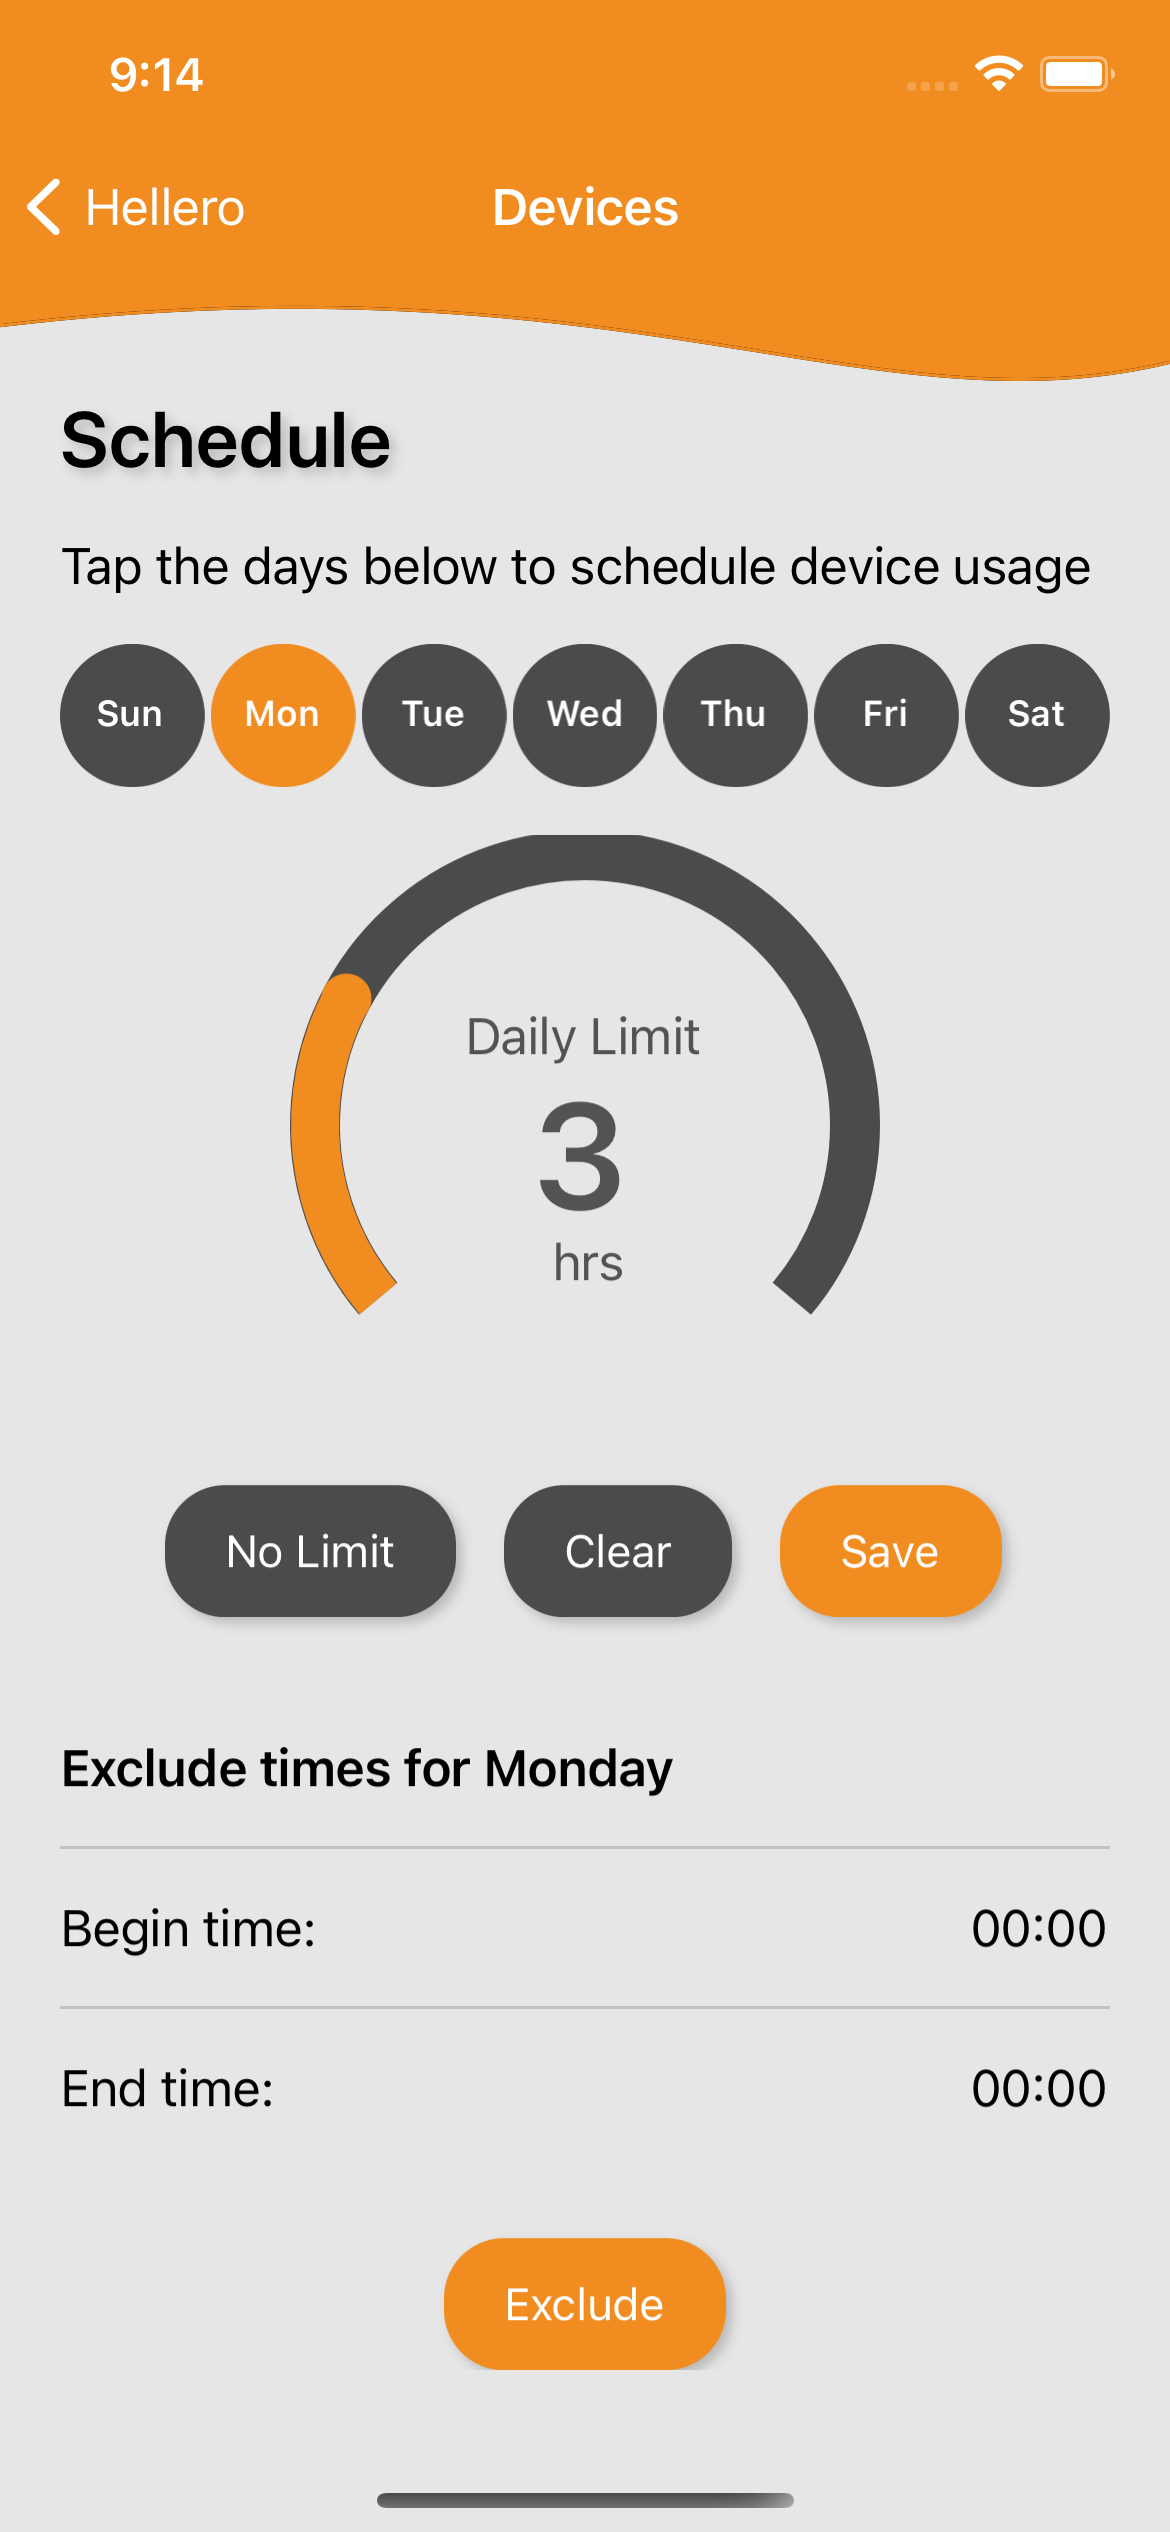 9:14
Hellero Devices
Schedule
Tap the days below to schedule device usage
Sun Mon Tue Wed Thu Fri Sat
Daily Limit
3
hrs
No Limit Clear Save
Exclude times for Monday
Begin time: 00:00
End time: 00:00
Exclude